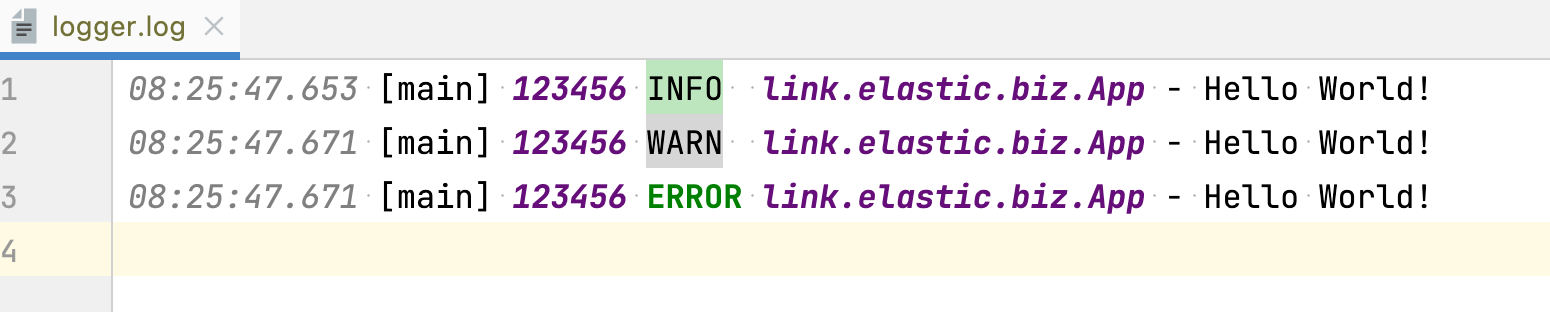 logger.log
1 08:25:47.653 [main] 123456 INFO  link.elastic.biz.App - Hello World!
2 08:25:47.671 [main] 123456 WARN  link.elastic.biz.App - Hello World!
3 08:25:47.671 [main] 123456 ERROR link.elastic.biz.App - Hello World!
4